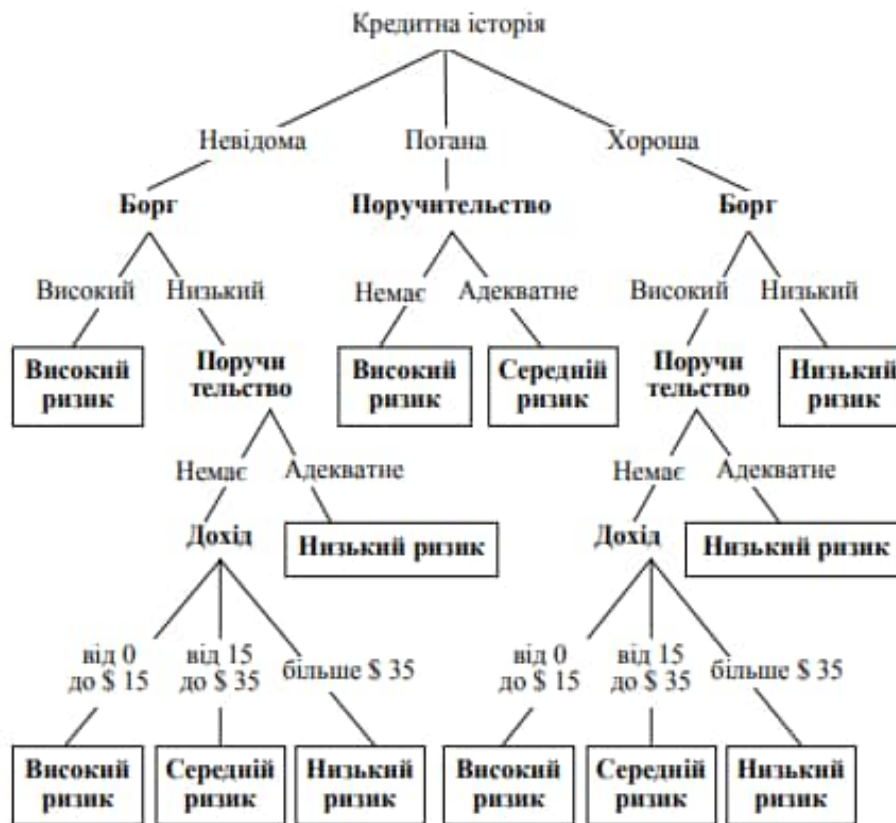 Кредитна історія
Невідома Погана Хороша
Борг Поручительство Борг
Високий Низький Немає Адекватне Високий Низький
Високий ризик
Поручи тельство
Високий ризик
Середній ризик
Поручи тельство
Низький ризик
Немає Адекватне Немає Адекватне
Дохід Низький ризик Дохід Низький ризик
від 0 до $ 15
від 15 до $ 35
більше $ 35
від 0 до $ 15
від 15 до $ 35
більше $ 35
Високий ризик
Середній ризик
Низький ризик
Високий ризик
Середній ризик
Низький ризик